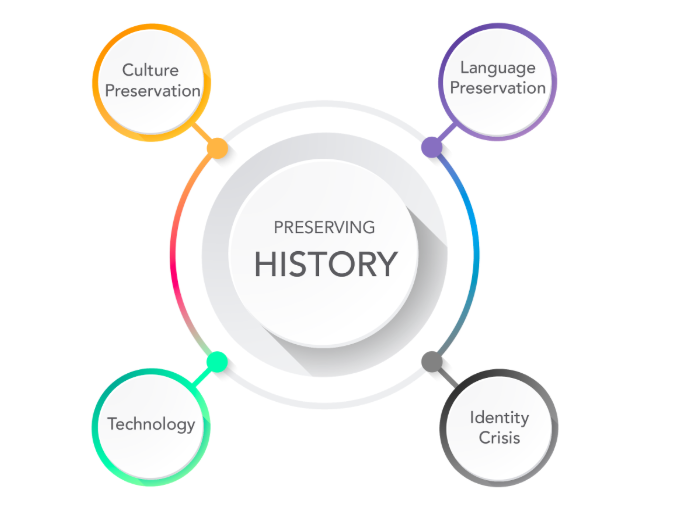 Culture
Preservation
Language
Preservation
PRESERVING
HISTORY
Technology
Identity
Crisis